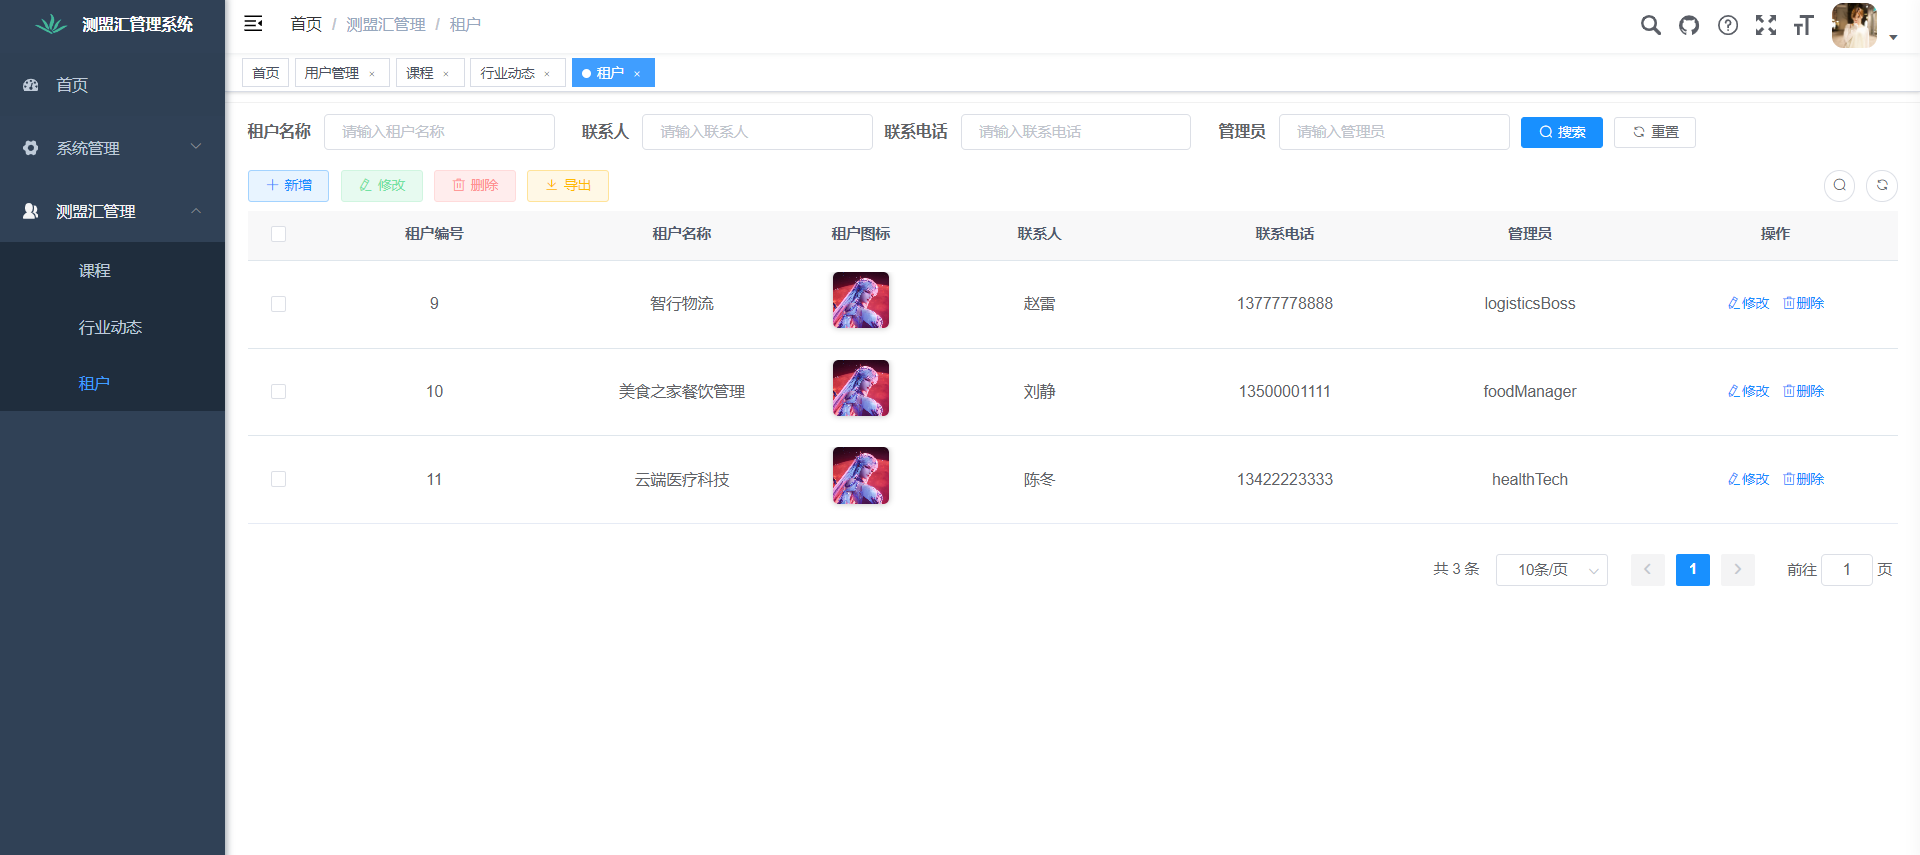 测盟汇管理系统
首页
系统管理
测盟汇管理
课程
行业动态
租户
首页 / 测盟汇管理 / 租户
首页 用户管理 × 课程 × 行业动态 × 租户 ×
租户名称 请输入租户名称 联系人 请输入联系人 联系电话 请输入联系电话 管理员 请输入管理员 搜索 重置
新增 修改 删除 导出
租户编号 租户名称 租户图标 联系人 联系电话 管理员 操作
9 智行物流 赵雷 13777778888 logisticsBoss 修改 删除
10 美食之家餐饮管理 刘静 13500001111 foodManager 修改 删除
11 云端医疗科技 陈冬 13422223333 healthTech 修改 删除
共 3 条 10条/页 1 前往 1 页